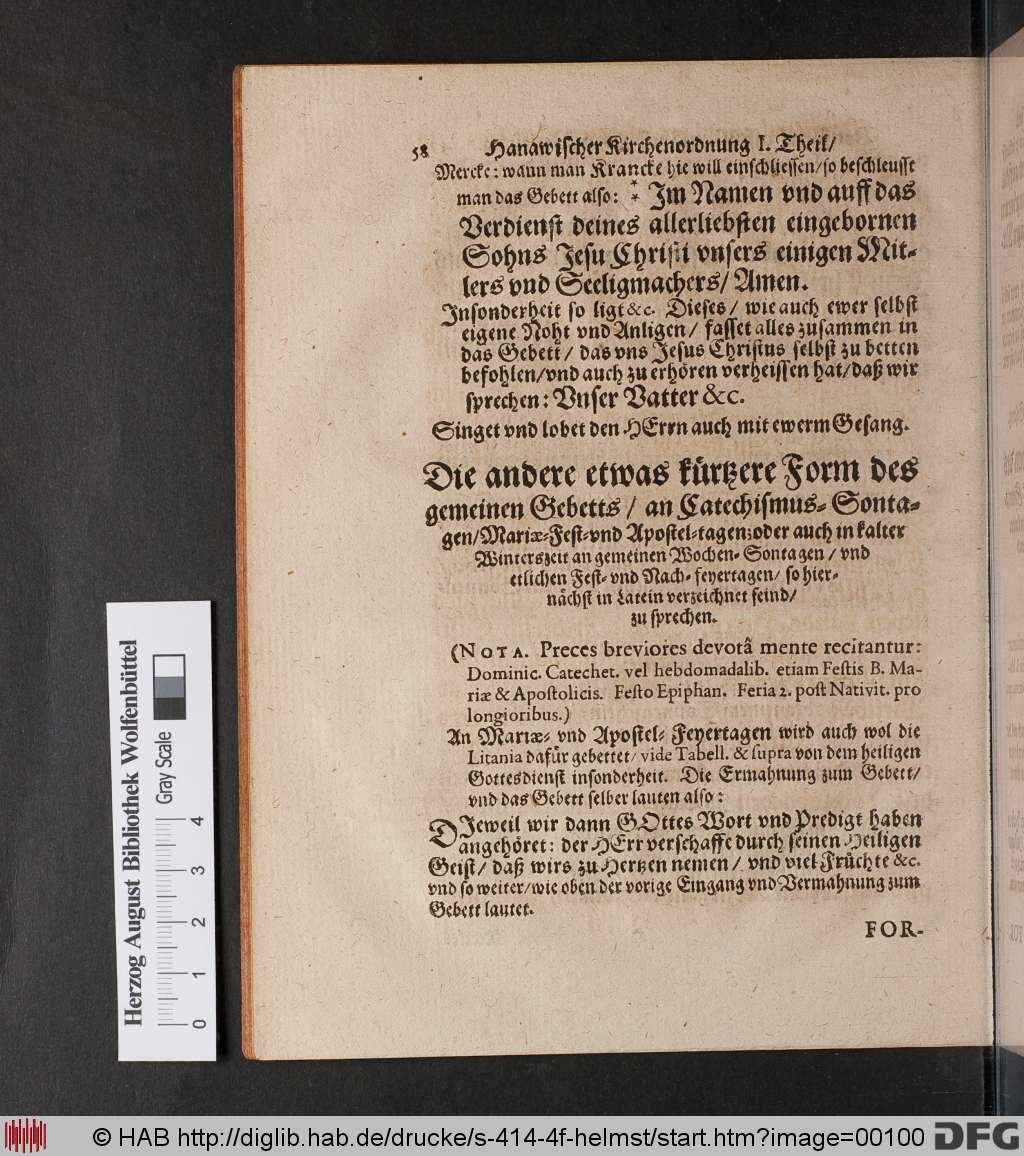 58 Hanawischer Kirchenordnung I. Theil/
Mercke: wann man Krancke hie will einschliessen/so beschleusst
man das Gebett also: ⁎⁎ Im Namen vnd auff das
Verdienst deines allerliebsten eingebornen
Sohns Jesu Christi vnsers einigen Mit-
lers vnd Seeligmachers/ Amen.
Insonderheit so ligt &c. Dieses/ wie auch ewer selbst
eigene Noht vnd Anligen/ fasset alles zusammen in
das Gebett/ das vns Jesus Christus selbst zu betten
befohlen/vnd auch zu erhören verheissen hat/daß wir
sprechen: Vnser Vatter &c.
Singet vnd lobet den HErrn auch mit ewerm Gesang.
Die andere etwas kürtzere Form des
gemeinen Gebetts / an Catechismus- Sonta-
gen/Mariæ-Fest-vnd Apostel-tagen:oder auch in kalter
Winterszeit an gemeinen Wochen- Sontagen / vnd
etlichen Fest- vnd Nach- feyertagen/ so hier-
nächst in Latein verzeichnet seind/
zu sprechen.
(NOTA. Preces breviores devotâ mente recitantur:
Dominic. Catechet. vel hebdomadalib. etiam Festis B. Ma-
riæ & Apostolicis. Festo Epiphan. Feria 2. post Nativit. pro
longioribus.)
An Mariæ- vnd Apostel- Feyertagen wird auch wol die
Litania dafür gebettet/ vide Tabell. & supra von dem heiligen
Gottesdienst insonderheit. Die Ermahnung zum Gebett/
vnd das Gebett selber lauten also:
DJeweil wir dann GOttes Wort vnd Predigt haben
angehöret: der HErr verschaffe durch seinen Heiligen
Geist/ daß wirs zu Hertzen nemen/ vnd viel Früchte &c.
vnd so weiter/wie oben der vorige Eingang vnd Vermahnung zum
Gebett lautet.
FOR-
Herzog August Bibliothek Wolfenbüttel
Gray Scale
0 1 2 3 4
© HAB http://diglib.hab.de/drucke/s-414-4f-helmst/start.htm?image=00100 DFG